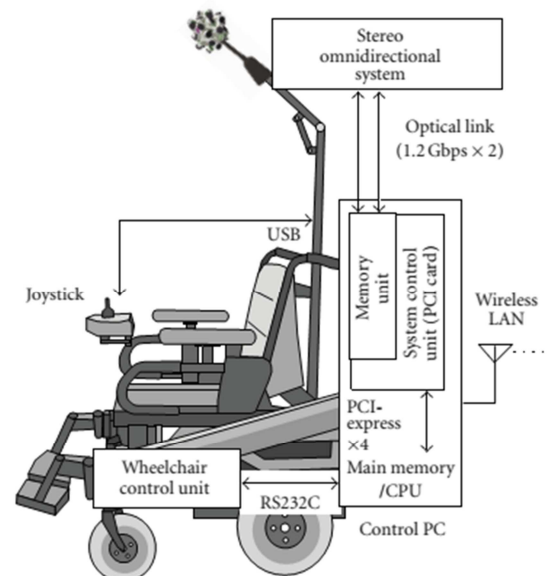 Stereo
omnidirectional
system
Optical link
(1.2 Gbps × 2)
USB
Joystick
Memory
unit
System control
unit (PCI card)
Wireless
LAN
PCI-
express
×4
Main memory
/CPU
Wheelchair
control unit
RS232C
Control PC